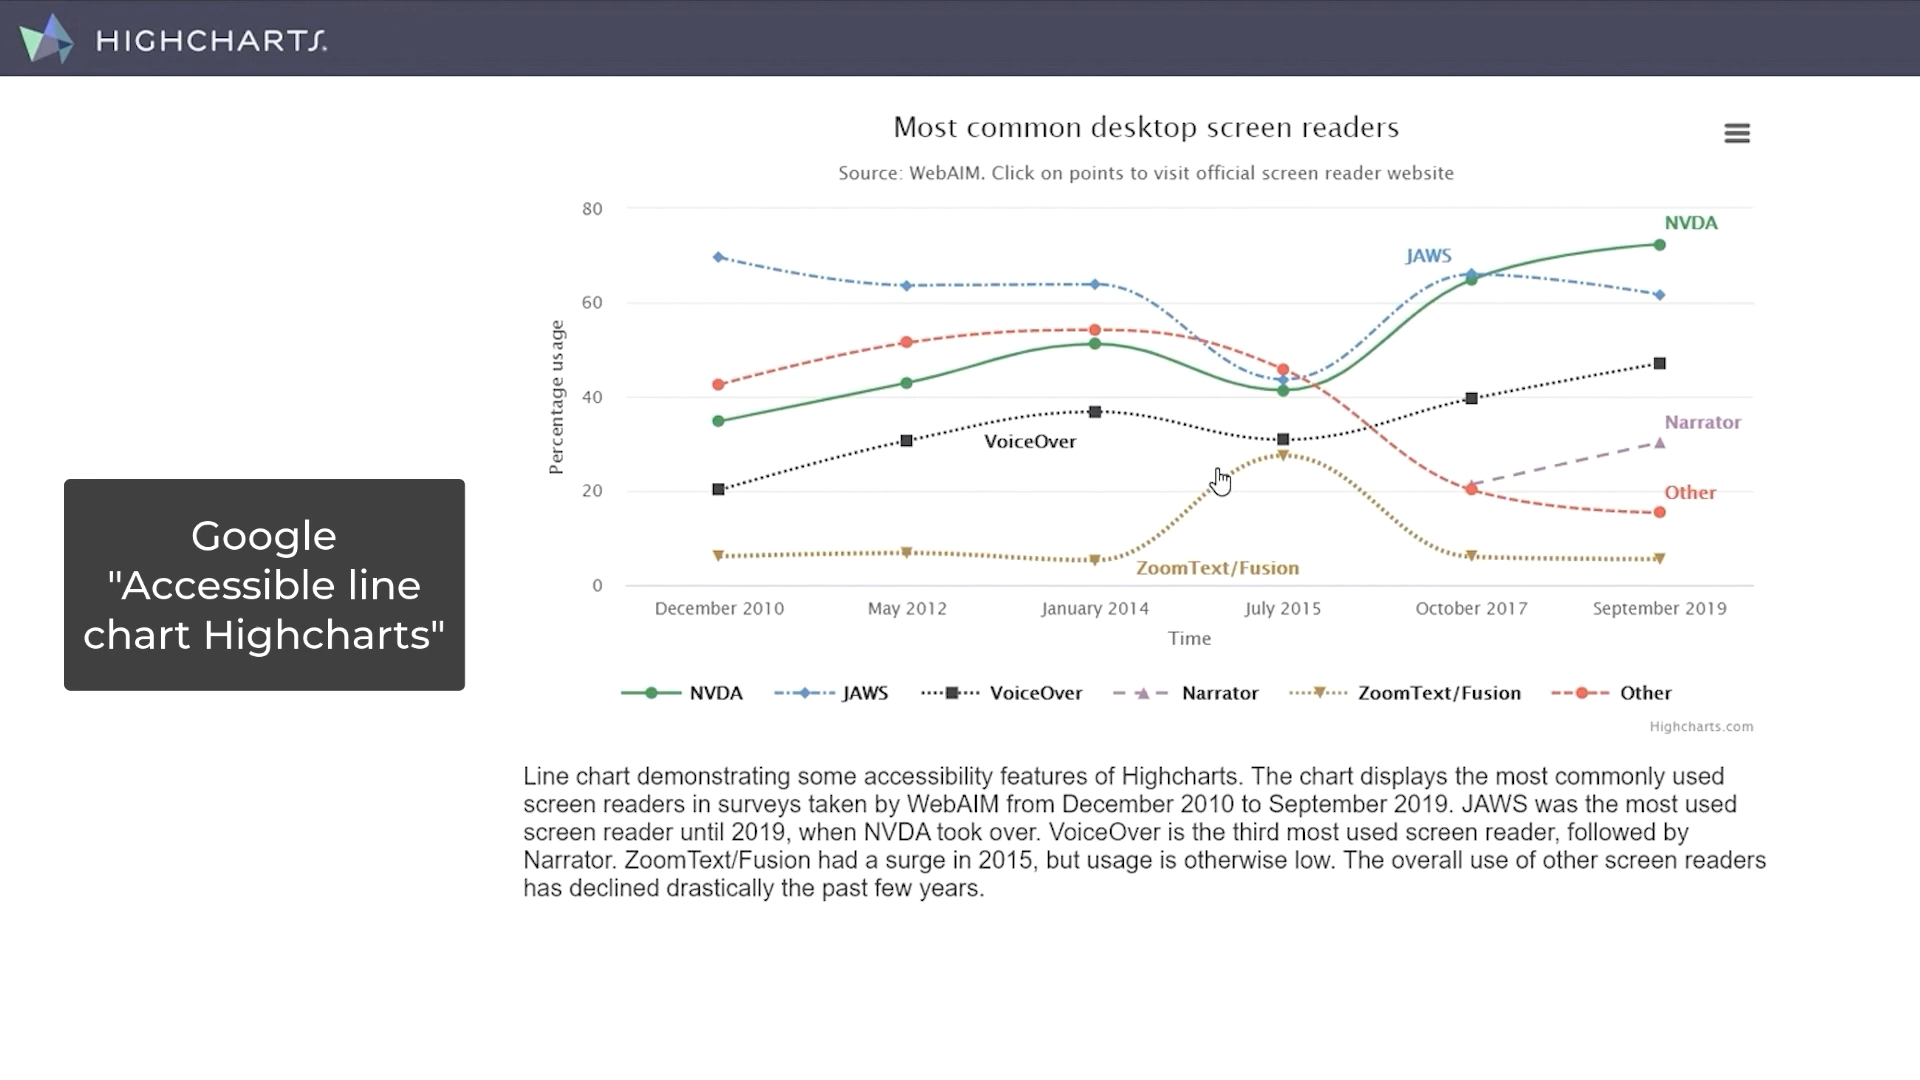 HIGHCHARTS.
Most common desktop screen readers
Source: WebAIM. Click on points to visit official screen reader website
Percentage usage
80
60
40
20
0
NVDA
JAWS
VoiceOver
Narrator
Other
ZoomText/Fusion
December 2010 May 2012 January 2014 July 2015 October 2017 September 2019
Time
NVDA JAWS VoiceOver Narrator ZoomText/Fusion Other
Highcharts.com
Google
"Accessible line
chart Highcharts"
Line chart demonstrating some accessibility features of Highcharts. The chart displays the most commonly used
screen readers in surveys taken by WebAIM from December 2010 to September 2019. JAWS was the most used
screen reader until 2019, when NVDA took over. VoiceOver is the third most used screen reader, followed by
Narrator. ZoomText/Fusion had a surge in 2015, but usage is otherwise low. The overall use of other screen readers
has declined drastically the past few years.